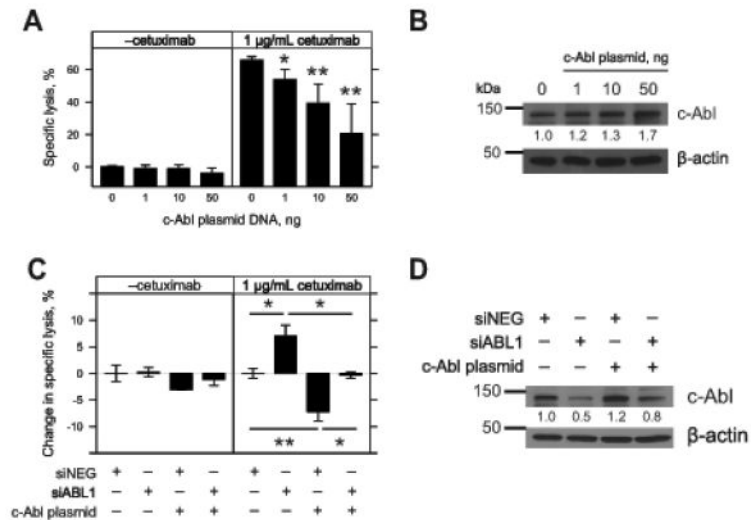 A
–cetuximab 1 µg/mL cetuximab
Specific lysis, %
60
40
20
0
* ** **
0 1 10 50 0 1 10 50
c-Abl plasmid DNA, ng
B
c-Abl plasmid, ng
kDa 0 1 10 50
150 c-Abl
1.0 1.2 1.3 1.7
50 β-actin
C
–cetuximab 1 µg/mL cetuximab
Change in specific lysis, %
10
5
0
-5
-10
* *
** *
siNEG + – + – + – + –
siABL1 – + – + – + – +
c-Abl plasmid – – + + – – + +
D
siNEG + – + –
siABL1 – + – +
c-Abl plasmid – – + +
150 c-Abl
1.0 0.5 1.2 0.8
50 β-actin